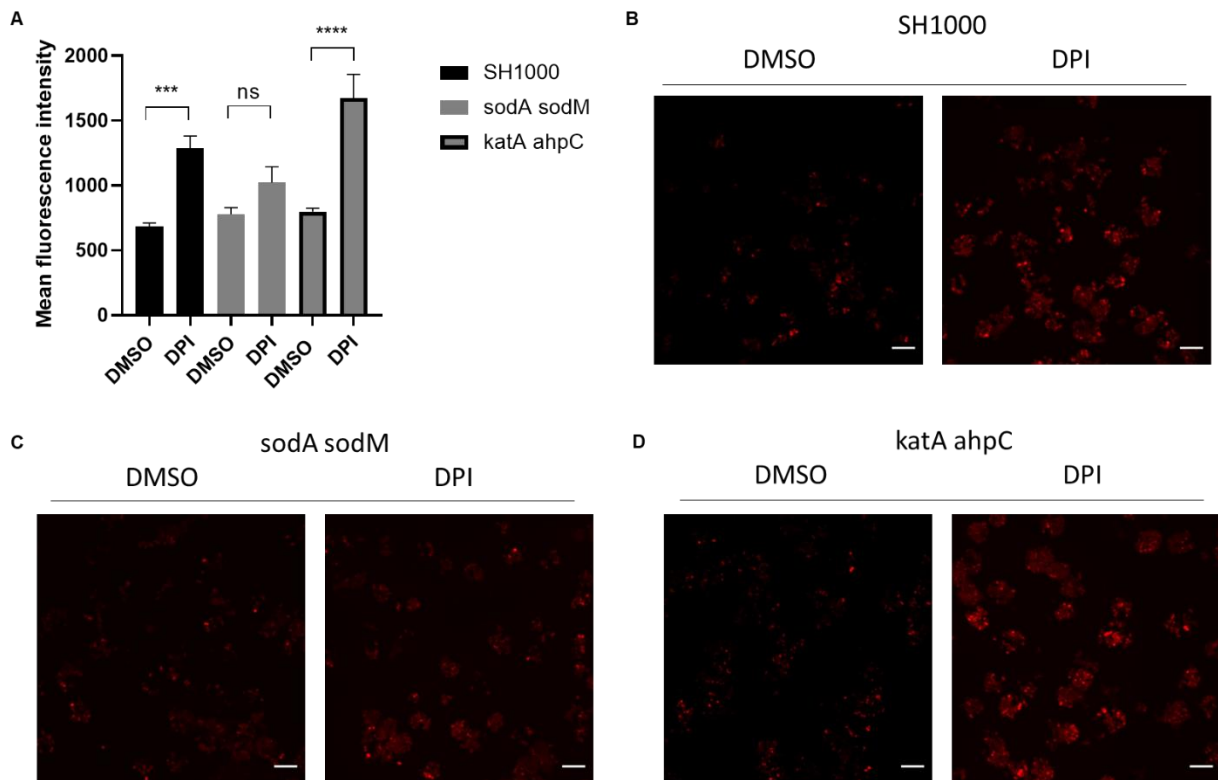 A
2000
1500
1000
500
0
Mean fluorescence intensity
***
ns
****
DMSO
DPI
DMSO
DPI
DMSO
DPI
SH1000
sodA sodM
katA ahpC
B
SH1000
DMSO DPI
C
sodA sodM
DMSO DPI
D
katA ahpC
DMSO DPI